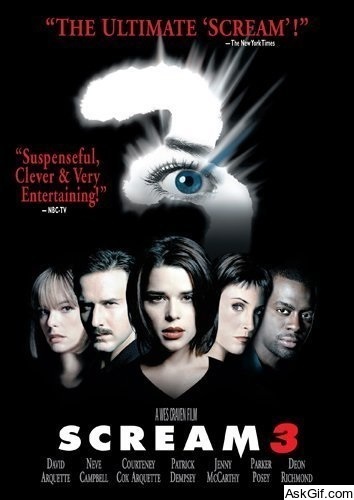 "THE ULTIMATE 'SCREAM'!"
—The New York Times
"Suspenseful,
Clever & Very
Entertaining!"
— NBC-TV
A WES CRAVEN FILM
SCREAM 3
DAVID ARQUETTE NEVE CAMPBELL COURTENEY COX ARQUETTE PATRICK DEMPSEY JENNY McCARTHY PARKER POSEY DEON RICHMOND
AskGif.com